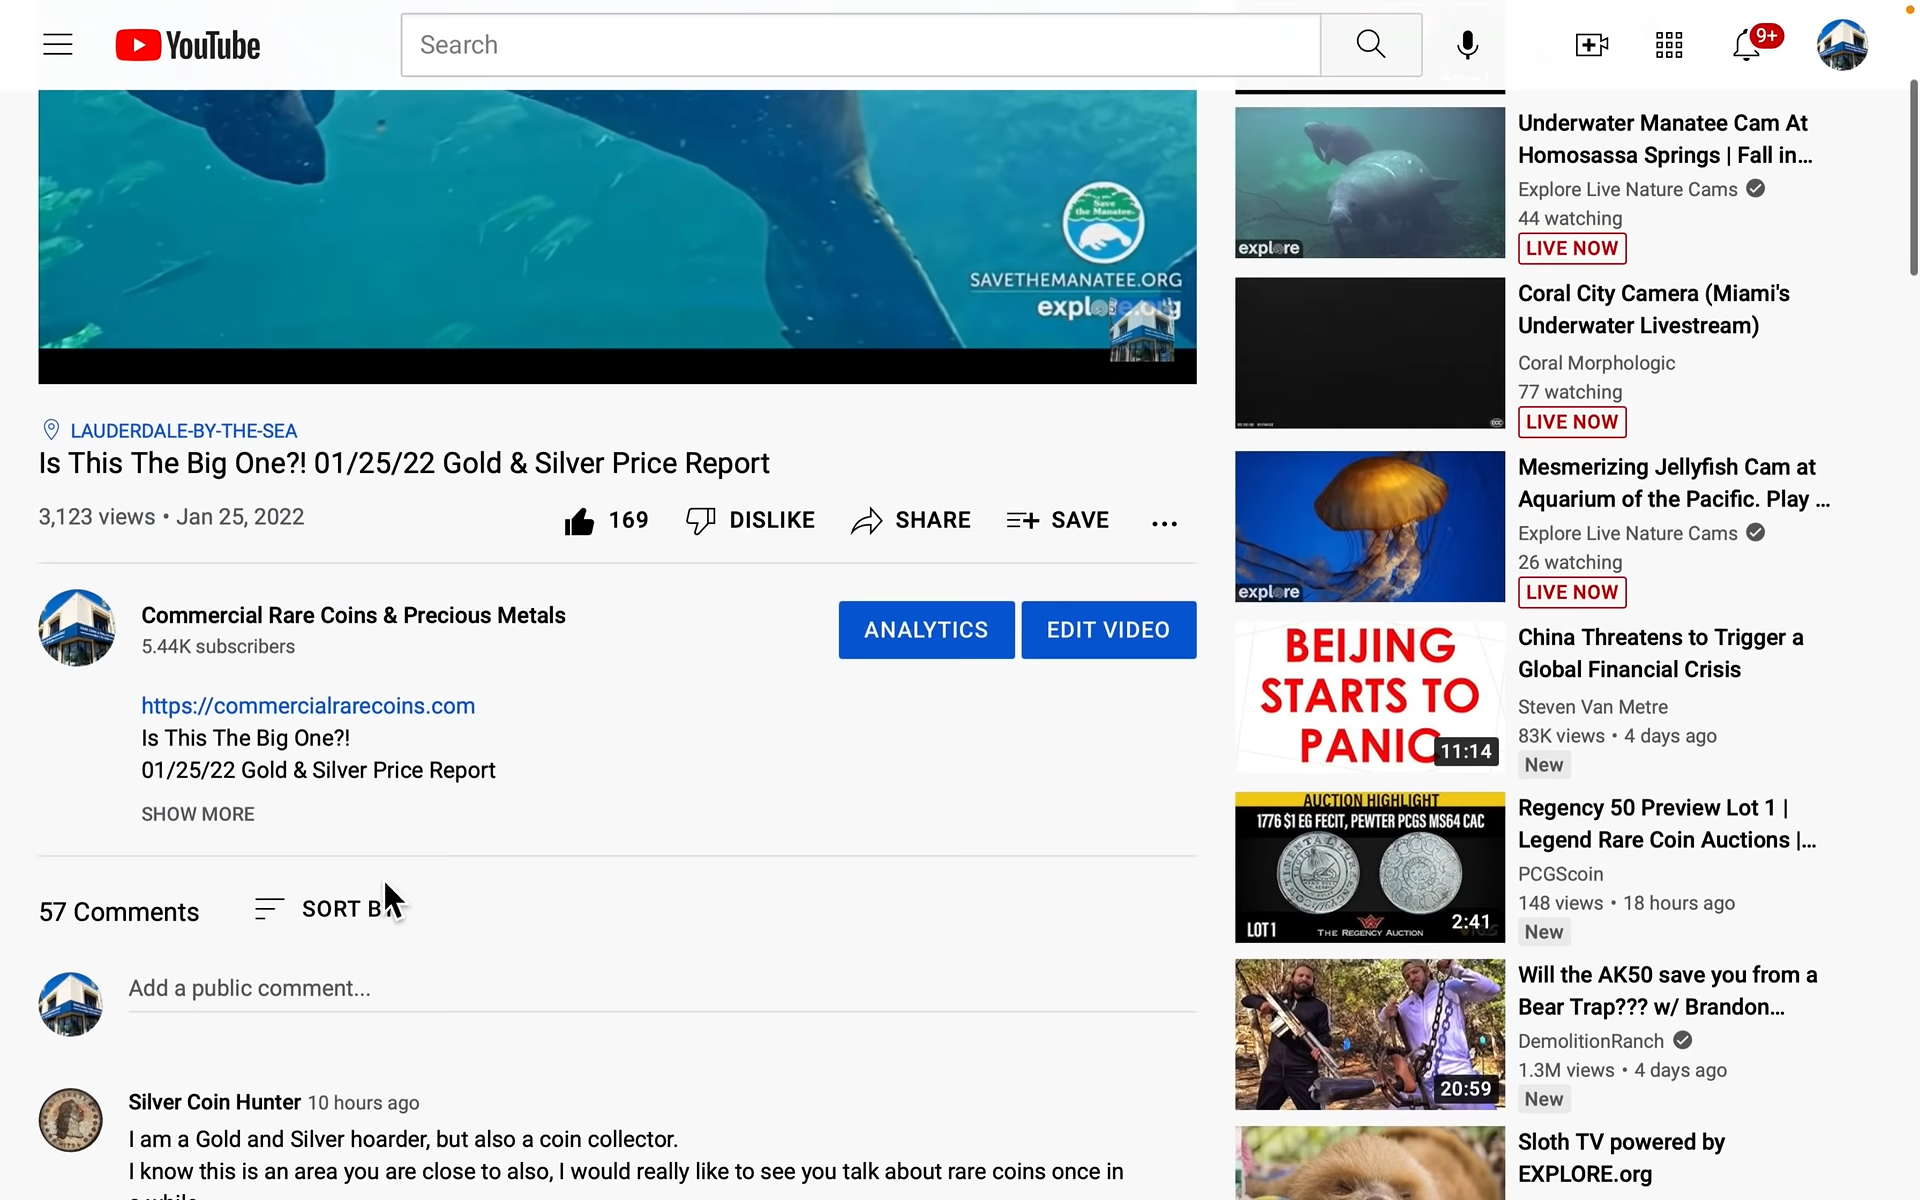 YouTube
Search
9+
Save
the Manatee.
SAVETHEMANATEE.ORG
explore.org
LAUDERDALE-BY-THE-SEA
Is This The Big One?! 01/25/22 Gold & Silver Price Report
3,123 views • Jan 25, 2022
169
DISLIKE
SHARE
SAVE
Commercial Rare Coins & Precious Metals
5.44K subscribers
ANALYTICS
EDIT VIDEO
https://commercialrarecoins.com
Is This The Big One?!
01/25/22 Gold & Silver Price Report
SHOW MORE
57 Comments
SORT B
Add a public comment...
Silver Coin Hunter 10 hours ago
I am a Gold and Silver hoarder, but also a coin collector.
I know this is an area you are close to also, I would really like to see you talk about rare coins once in
a while
explore
Underwater Manatee Cam At
Homosassa Springs | Fall in...
Explore Live Nature Cams
44 watching
LIVE NOW
Coral City Camera (Miami's
Underwater Livestream)
Coral Morphologic
77 watching
LIVE NOW
explore
Mesmerizing Jellyfish Cam at
Aquarium of the Pacific. Play ...
Explore Live Nature Cams
26 watching
LIVE NOW
BEIJING
STARTS TO
PANIC
11:14
China Threatens to Trigger a
Global Financial Crisis
Steven Van Metre
83K views • 4 days ago
New
AUCTION HIGHLIGHT
1776 $1 EG FECIT, PEWTER PCGS MS64 CAC
LOT 1
THE REGENCY AUCTION
2:41
Regency 50 Preview Lot 1 |
Legend Rare Coin Auctions |...
PCGScoin
148 views • 18 hours ago
New
20:59
Will the AK50 save you from a
Bear Trap??? w/ Brandon...
DemolitionRanch
1.3M views • 4 days ago
New
Sloth TV powered by
EXPLORE.org